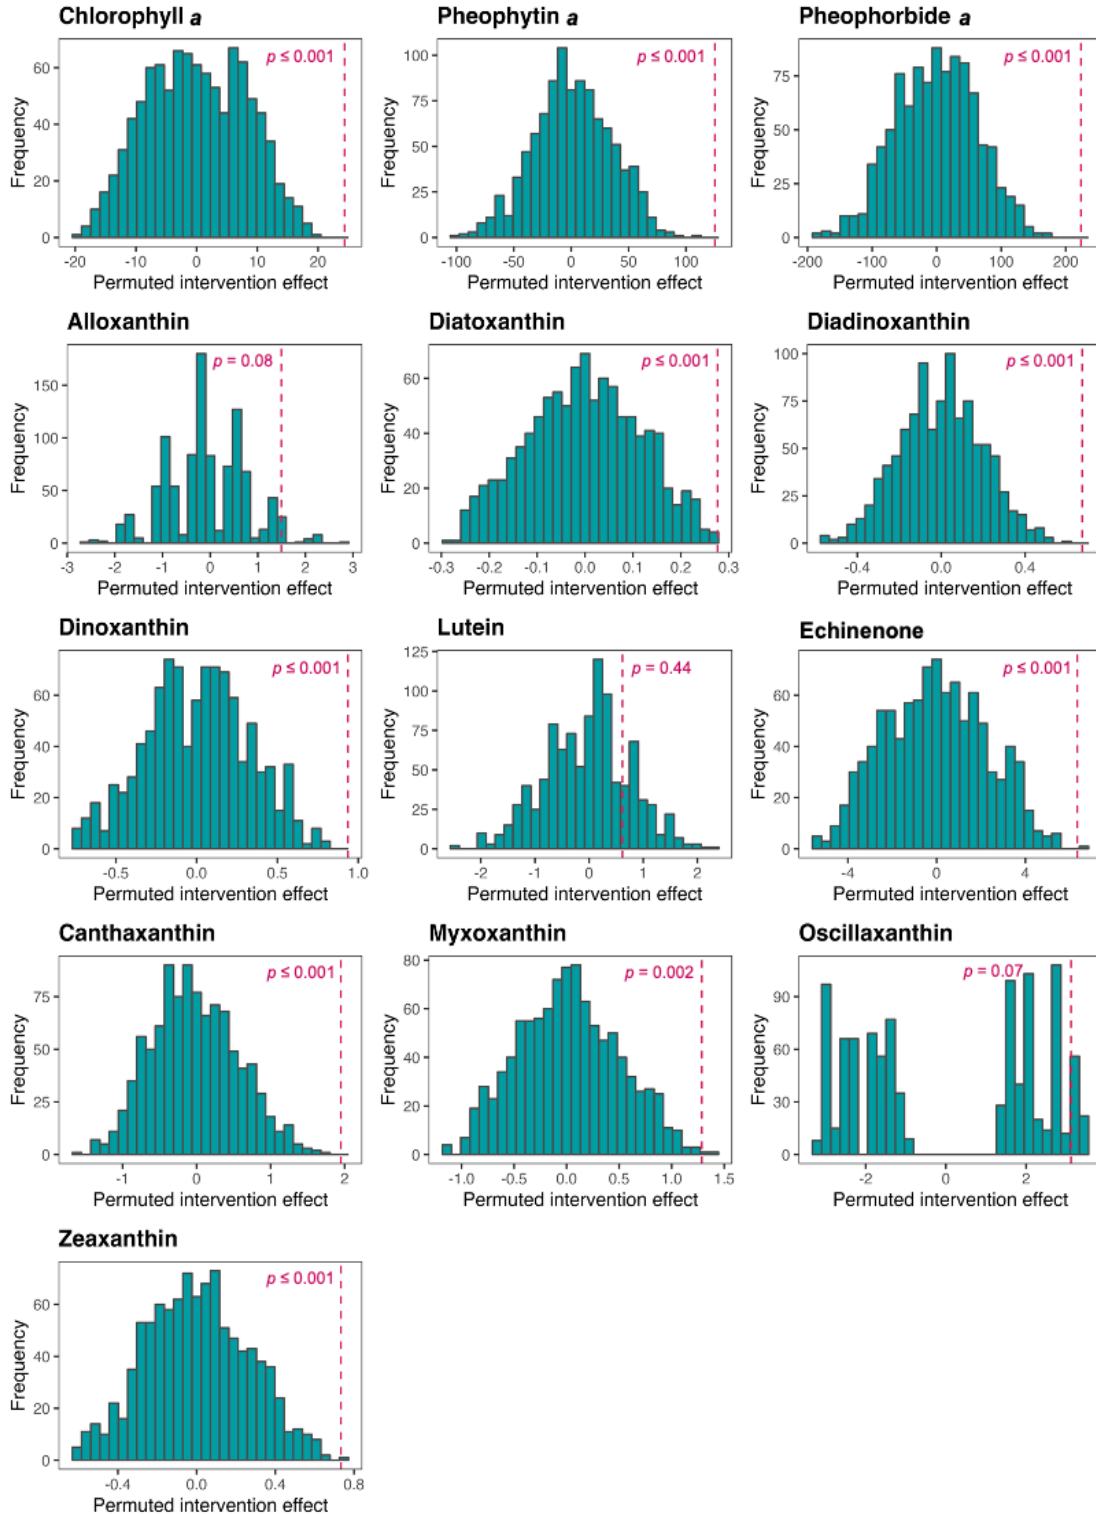 Chlorophyll a
Frequency
60
40
20
0
p ≤ 0.001
-20 -10 0 10 20
Permuted intervention effect
Pheophytin a
Frequency
100
75
50
25
0
p ≤ 0.001
-100 -50 0 50 100
Permuted intervention effect
Pheophorbide a
Frequency
75
50
25
0
p ≤ 0.001
-200 -100 0 100 200
Permuted intervention effect
Alloxanthin
Frequency
150
100
50
0
p = 0.08
-3 -2 -1 0 1 2 3
Permuted intervention effect
Diatoxanthin
Frequency
60
40
20
0
p ≤ 0.001
-0.3 -0.2 -0.1 0.0 0.1 0.2 0.3
Permuted intervention effect
Diadinoxanthin
Frequency
100
75
50
25
0
p ≤ 0.001
-0.4 0.0 0.4
Permuted intervention effect
Dinoxanthin
Frequency
60
40
20
0
p ≤ 0.001
-0.5 0.0 0.5 1.0
Permuted intervention effect
Lutein
Frequency
125
100
75
50
25
0
p = 0.44
-2 -1 0 1 2
Permuted intervention effect
Echinenone
Frequency
60
40
20
0
p ≤ 0.001
-4 0 4
Permuted intervention effect
Canthaxanthin
Frequency
75
50
25
0
p ≤ 0.001
-1 0 1 2
Permuted intervention effect
Myxoxanthin
Frequency
80
60
40
20
0
p = 0.002
-1.0 -0.5 0.0 0.5 1.0 1.5
Permuted intervention effect
Oscillaxanthin
Frequency
90
60
30
0
p = 0.07
-2 0 2
Permuted intervention effect
Zeaxanthin
Frequency
60
40
20
0
p ≤ 0.001
-0.4 0.0 0.4 0.8
Permuted intervention effect